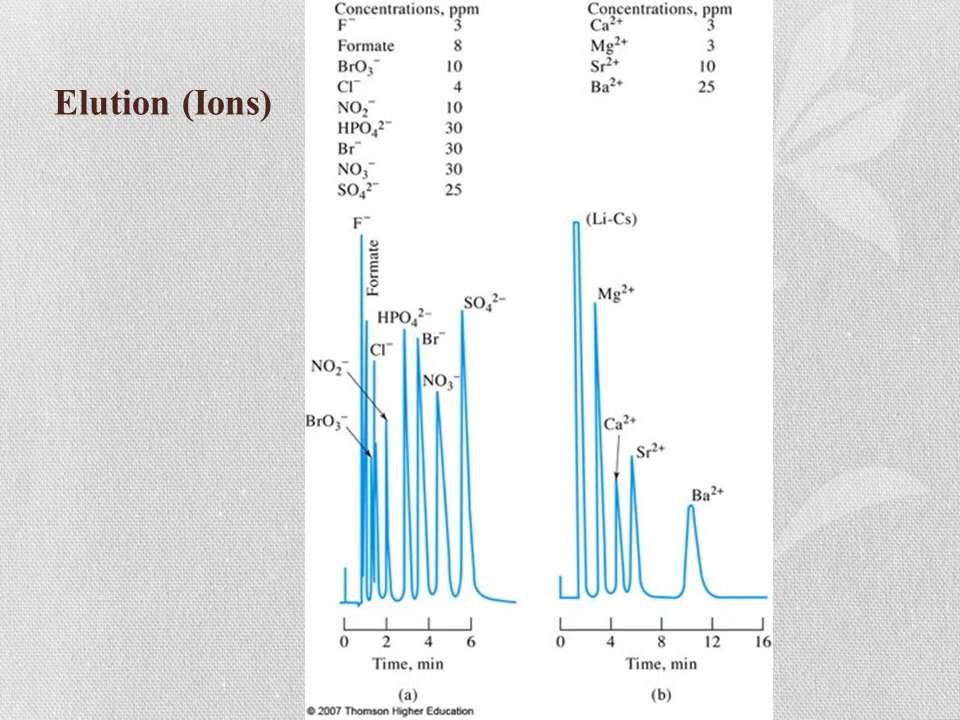 Elution (Ions)
Concentrations, ppm
F⁻ 3
Formate 8
BrO₃⁻ 10
Cl⁻ 4
NO₂⁻ 10
HPO₄²⁻ 30
Br⁻ 30
NO₃⁻ 30
SO₄²⁻ 25
F⁻
Formate
HPO₄²⁻
SO₄²⁻
Br⁻
Cl⁻
NO₂⁻
NO₃⁻
BrO₃⁻
0 2 4 6
Time, min
(a)
Concentrations, ppm
Ca²⁺ 3
Mg²⁺ 3
Sr²⁺ 10
Ba²⁺ 25
(Li-Cs)
Mg²⁺
Ca²⁺
Sr²⁺
Ba²⁺
0 4 8 12 16
Time, min
(b)
© 2007 Thomson Higher Education